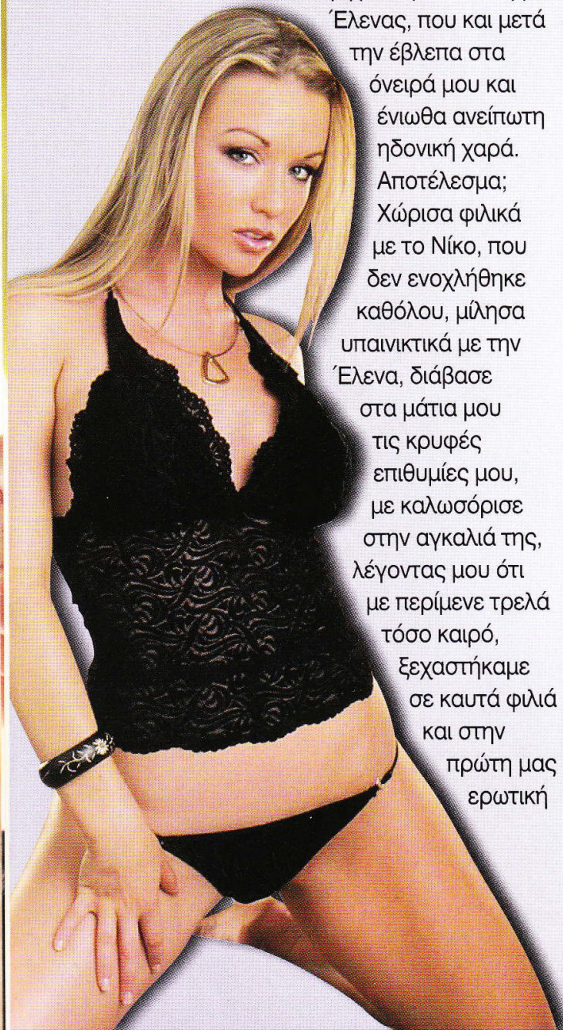 Έλενας, που και μετά
την έβλεπα στα
όνειρά μου και
ένιωθα ανείπωτη
ηδονική χαρά.
Αποτέλεσμα;
Χώρισα φιλικά
με το Νίκο, που
δεν ενοχλήθηκε
καθόλου, μίλησα
υπαινικτικά με την
Έλενα, διάβασε
στα μάτια μου
τις κρυφές
επιθυμίες μου,
με καλωσόρισε
στην αγκαλιά της,
λέγοντας μου ότι
με περίμενε τρελά
τόσο καιρό,
ξεχαστήκαμε
σε καυτά φιλιά
και στην
πρώτη μας
ερωτική